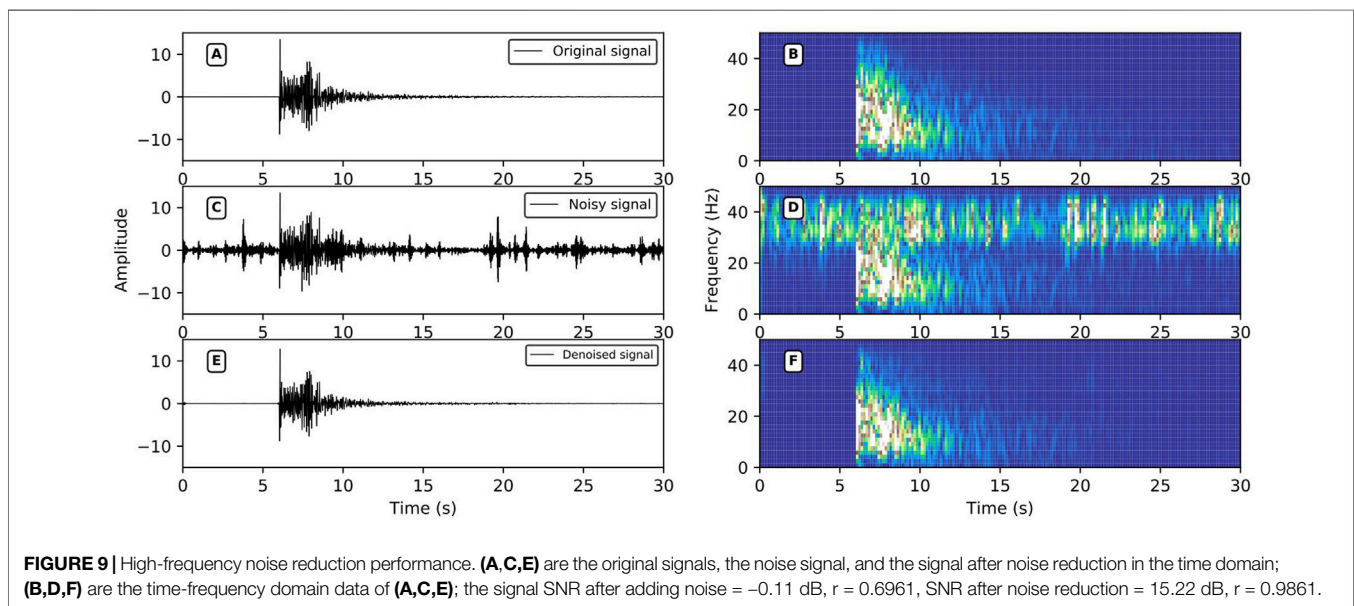 A
Original signal
10
0
−10
0 5 10 15 20 25 30
B
40
20
0
0 5 10 15 20 25 30
C
Noisy signal
10
0
−10
Amplitude
0 5 10 15 20 25 30
D
40
20
0
Frequency (Hz)
0 5 10 15 20 25 30
E
Denoised signal
10
0
−10
0 5 10 15 20 25 30
Time (s)
F
40
20
0
0 5 10 15 20 25 30
Time (s)
FIGURE 9 | High-frequency noise reduction performance. (A,C,E) are the original signals, the noise signal, and the signal after noise reduction in the time domain;
(B,D,F) are the time-frequency domain data of (A,C,E); the signal SNR after adding noise = −0.11 dB, r = 0.6961, SNR after noise reduction = 15.22 dB, r = 0.9861.